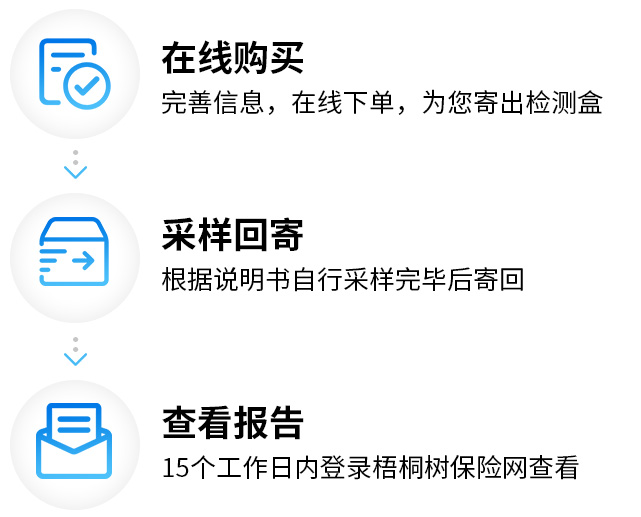 在线购买
完善信息，在线下单，为您寄出检测盒
采样回寄
根据说明书自行采样完毕后寄回
查看报告
15个工作日内登录梧桐树保险网查看